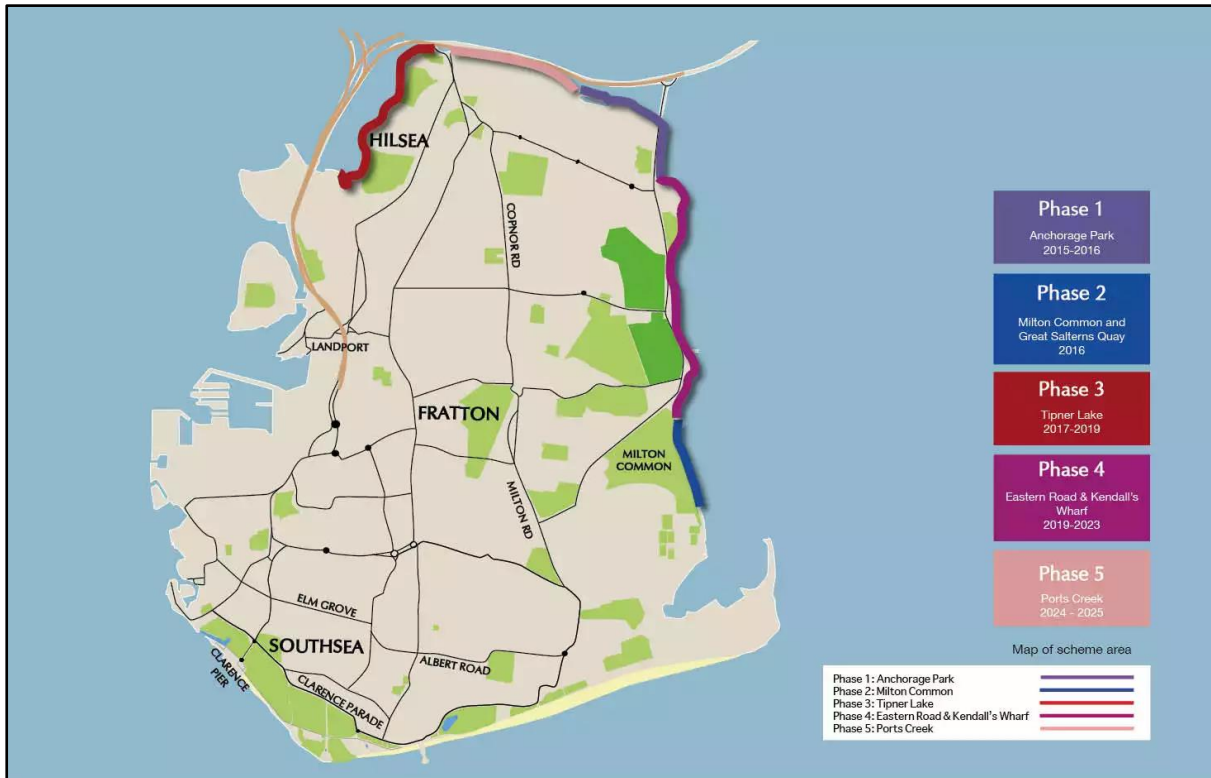 HILSEA
COPNOR RD
LANDPORT
FRATTON
MILTON
COMMON
MILTON RD
ELM GROVE
SOUTHSEA
ALBERT ROAD
CLARENCE
PIER
CLARENCE PARADE
Phase 1
Anchorage Park
2015-2016
Phase 2
Milton Common and
Great Salterns Quay
2016
Phase 3
Tipner Lake
2017-2019
Phase 4
Eastern Road & Kendall's
Wharf
2019-2023
Phase 5
Ports Creek
2024 - 2025
Map of scheme area
Phase 1: Anchorage Park
Phase 2: Milton Common
Phase 3: Tipner Lake
Phase 4: Eastern Road & Kendall's Wharf
Phase 5: Ports Creek